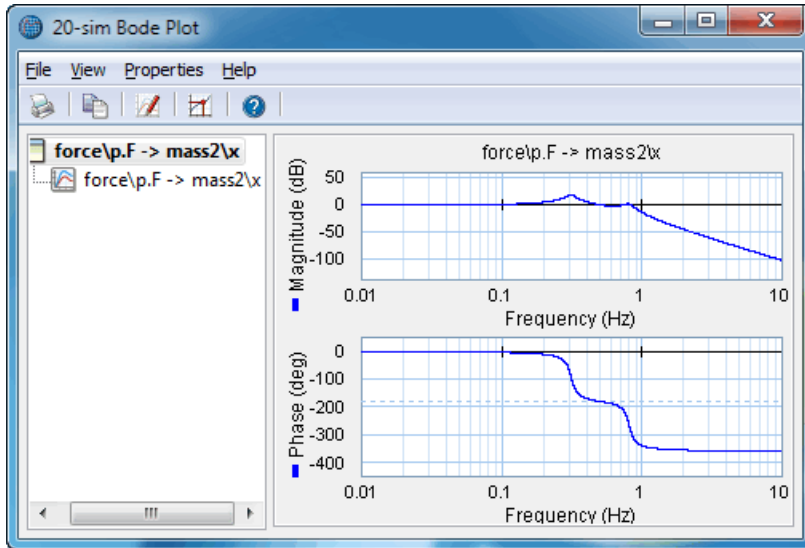 20-sim Bode Plot
File View Properties Help
force\p.F -> mass2\x
force\p.F -> mass2\x
force\p.F -> mass2\x
Magnitude (dB)
50
0
-50
-100
0.01 0.1 1 10
Frequency (Hz)
Phase (deg)
0
-100
-200
-300
-400
0.01 0.1 1 10
Frequency (Hz)